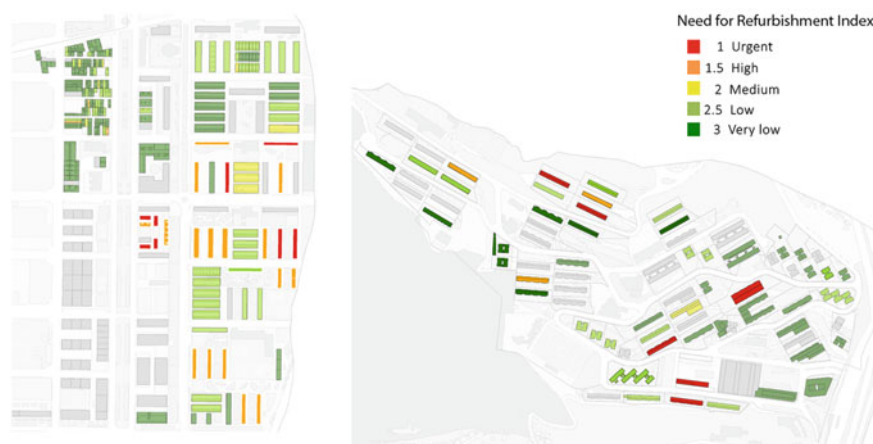 Need for Refurbishment Index
1 Urgent
1.5 High
2 Medium
2.5 Low
3 Very low